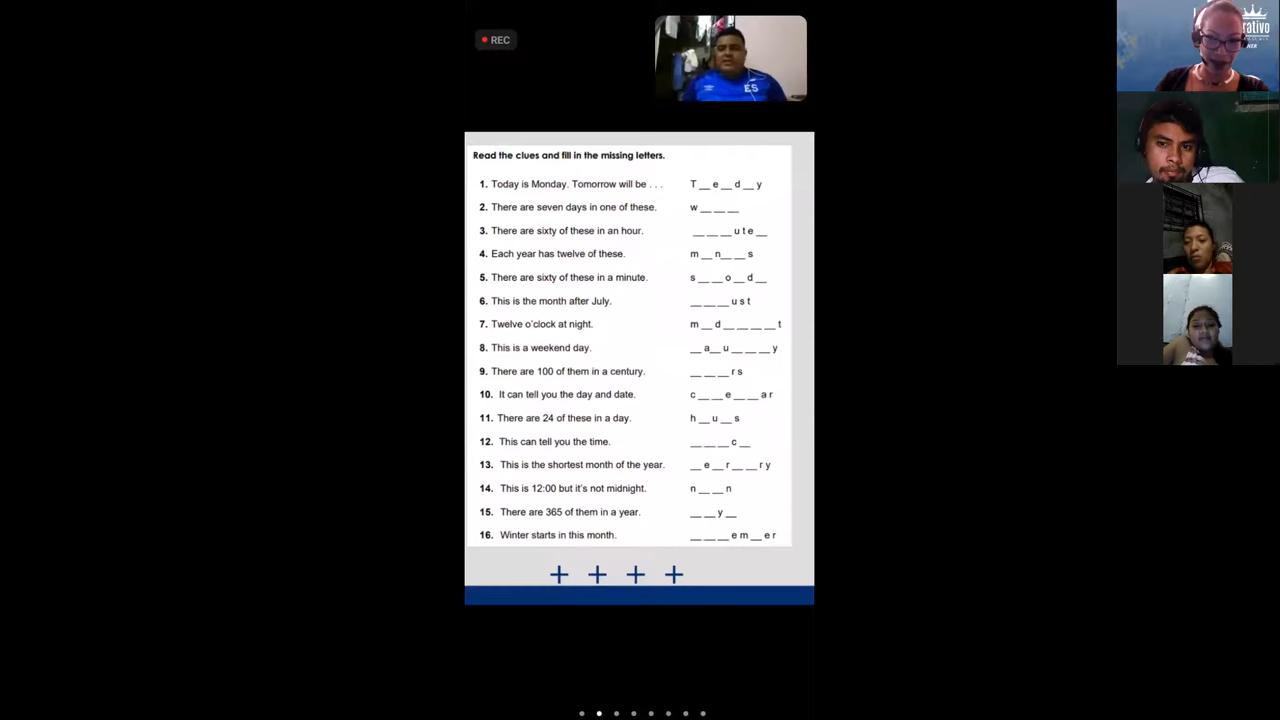 REC
ES
rativo
NER
Read the clues and fill in the missing letters.
1. Today is Monday. Tomorrow will be . . . T __ e __ d __ y
2. There are seven days in one of these. w __ __ __
3. There are sixty of these in an hour. __ __ __ u t e __
4. Each year has twelve of these. m __ n __ __ s
5. There are sixty of these in a minute. s __ __ o __ d __
6. This is the month after July. __ __ __ u s t
7. Twelve o'clock at night. m __ d __ __ __ __ t
8. This is a weekend day. __ a __ u __ __ __ y
9. There are 100 of them in a century. __ __ __ r s
10. It can tell you the day and date. c __ __ e __ __ a r
11. There are 24 of these in a day. h __ u __ s
12. This can tell you the time. __ __ __ c __
13. This is the shortest month of the year. __ e __ r __ __ r y
14. This is 12:00 but it's not midnight. n __ __ n
15. There are 365 of them in a year. __ __ y __
16. Winter starts in this month. __ __ __ e m __ e r